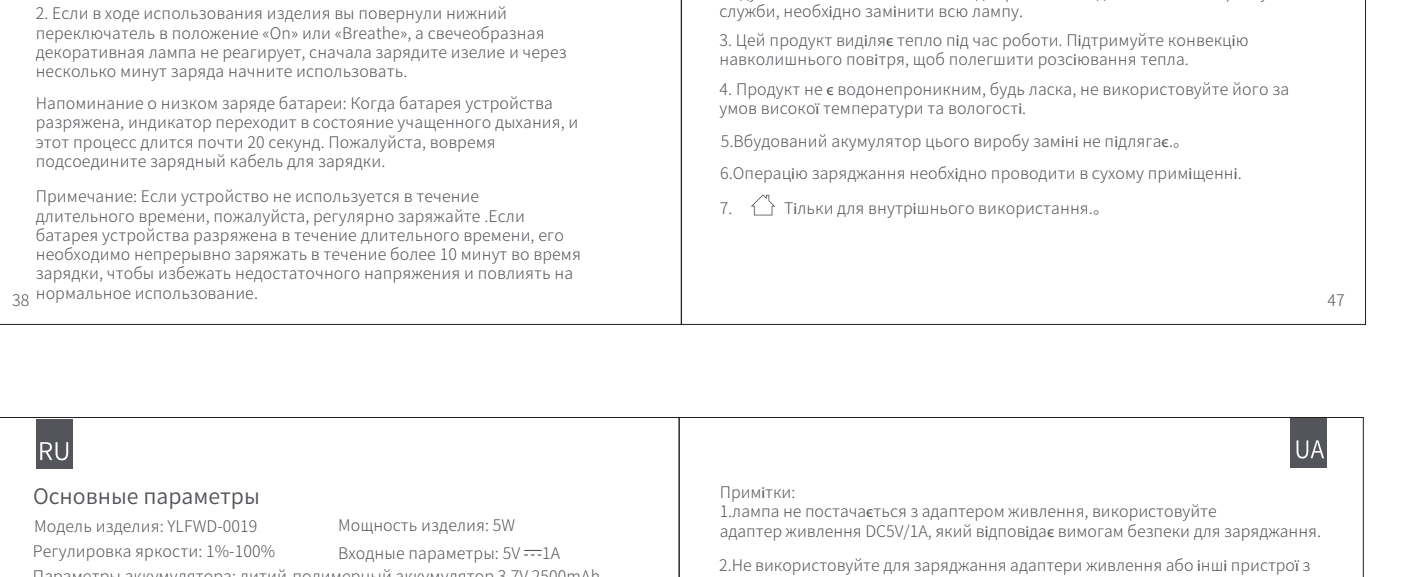 2. Если в ходе использования изделия вы повернули нижний
переключатель в положение «On» или «Breathe», а свечеобразная
декоративная лампа не реагирует, сначала зарядите изелие и через
несколько минут заряда начните использовать.
Напоминание о низком заряде батареи: Когда батарея устройства
разряжена, индикатор переходит в состояние учащенного дыхания, и
этот процесс длится почти 20 секунд. Пожалуйста, вовремя
подсоедините зарядный кабель для зарядки.
Примечание: Если устройство не используется в течение
длительного времени, пожалуйста, регулярно заряжайте .Если
батарея устройства разряжена в течение длительного времени, его
необходимо непрерывно заряжать в течение более 10 минут во время
зарядки, чтобы избежать недостаточного напряжения и повлиять на
нормальное использование.
38
служби, необхідно замінити всю лампу.
3. Цей продукт виділяє тепло під час роботи. Підтримуйте конвекцію
навколишнього повітря, щоб полегшити розсіювання тепла.
4. Продукт не є водонепроникним, будь ласка, не використовуйте його за
умов високої температури та вологості.
5.Вбудований акумулятор цього виробу заміні не підлягає.。
6.Операцію заряджання необхідно проводити в сухому приміщенні.
7. Тільки для внутрішнього використання.。
47
RU
Основные параметры
Модель изделия: YLFWD-0019
Мощность изделия: 5W
Регулировка яркости: 1%-100%
Входные параметры: 5V ⎓1A
Параметры аккумулятора: литий-полимерный аккумулятор 3.7V 2500mAh
UA
Примітки:
1.лампа не постачається з адаптером живлення, використовуйте
адаптер живлення DC5V/1A, який відповідає вимогам безпеки для заряджання.
2.Не використовуйте для заряджання адаптери живлення або інші пристрої з